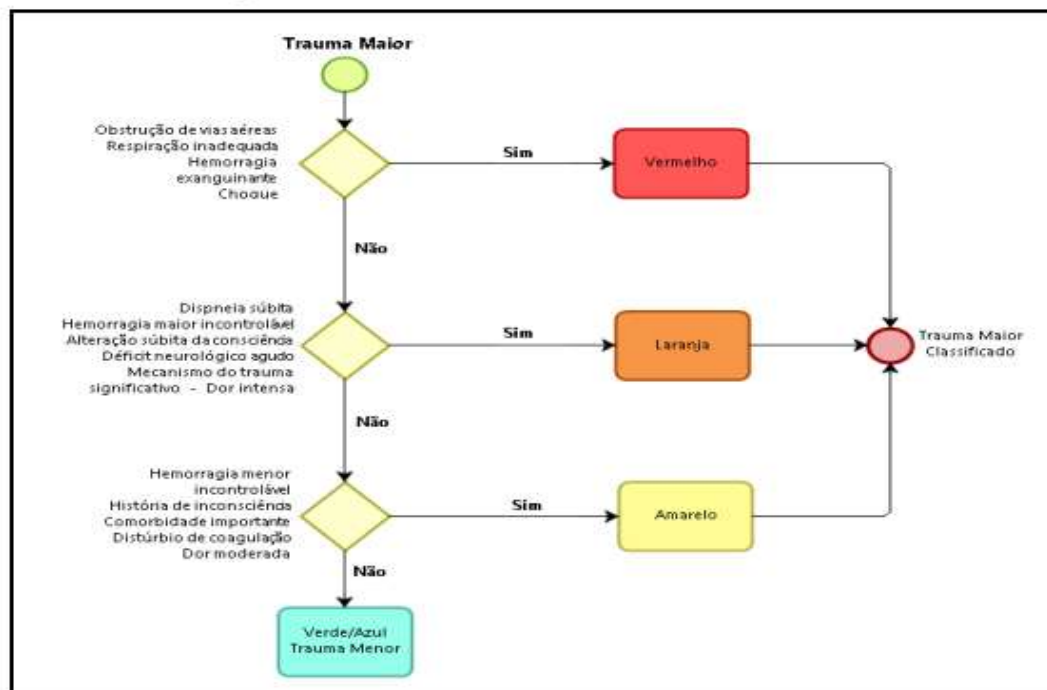 Trauma Maior
Obstrução de vias aéreas
Respiração inadequada
Hemorragia
exanguinante
Choque
Sim
Vermelho
Não
Dispneia súbita
Hemorragia maior incontrolável
Alteração súbita da consciência
Déficit neurológico agudo
Mecanismo do trauma
significativo - Dor intensa
Sim
Laranja
Trauma Maior
Classificado
Não
Hemorragia menor
incontrolável
História de inconsciência
Comorbidade importante
Distúrbio de coagulação
Dor moderada
Sim
Amarelo
Não
Verde/Azul
Trauma Menor